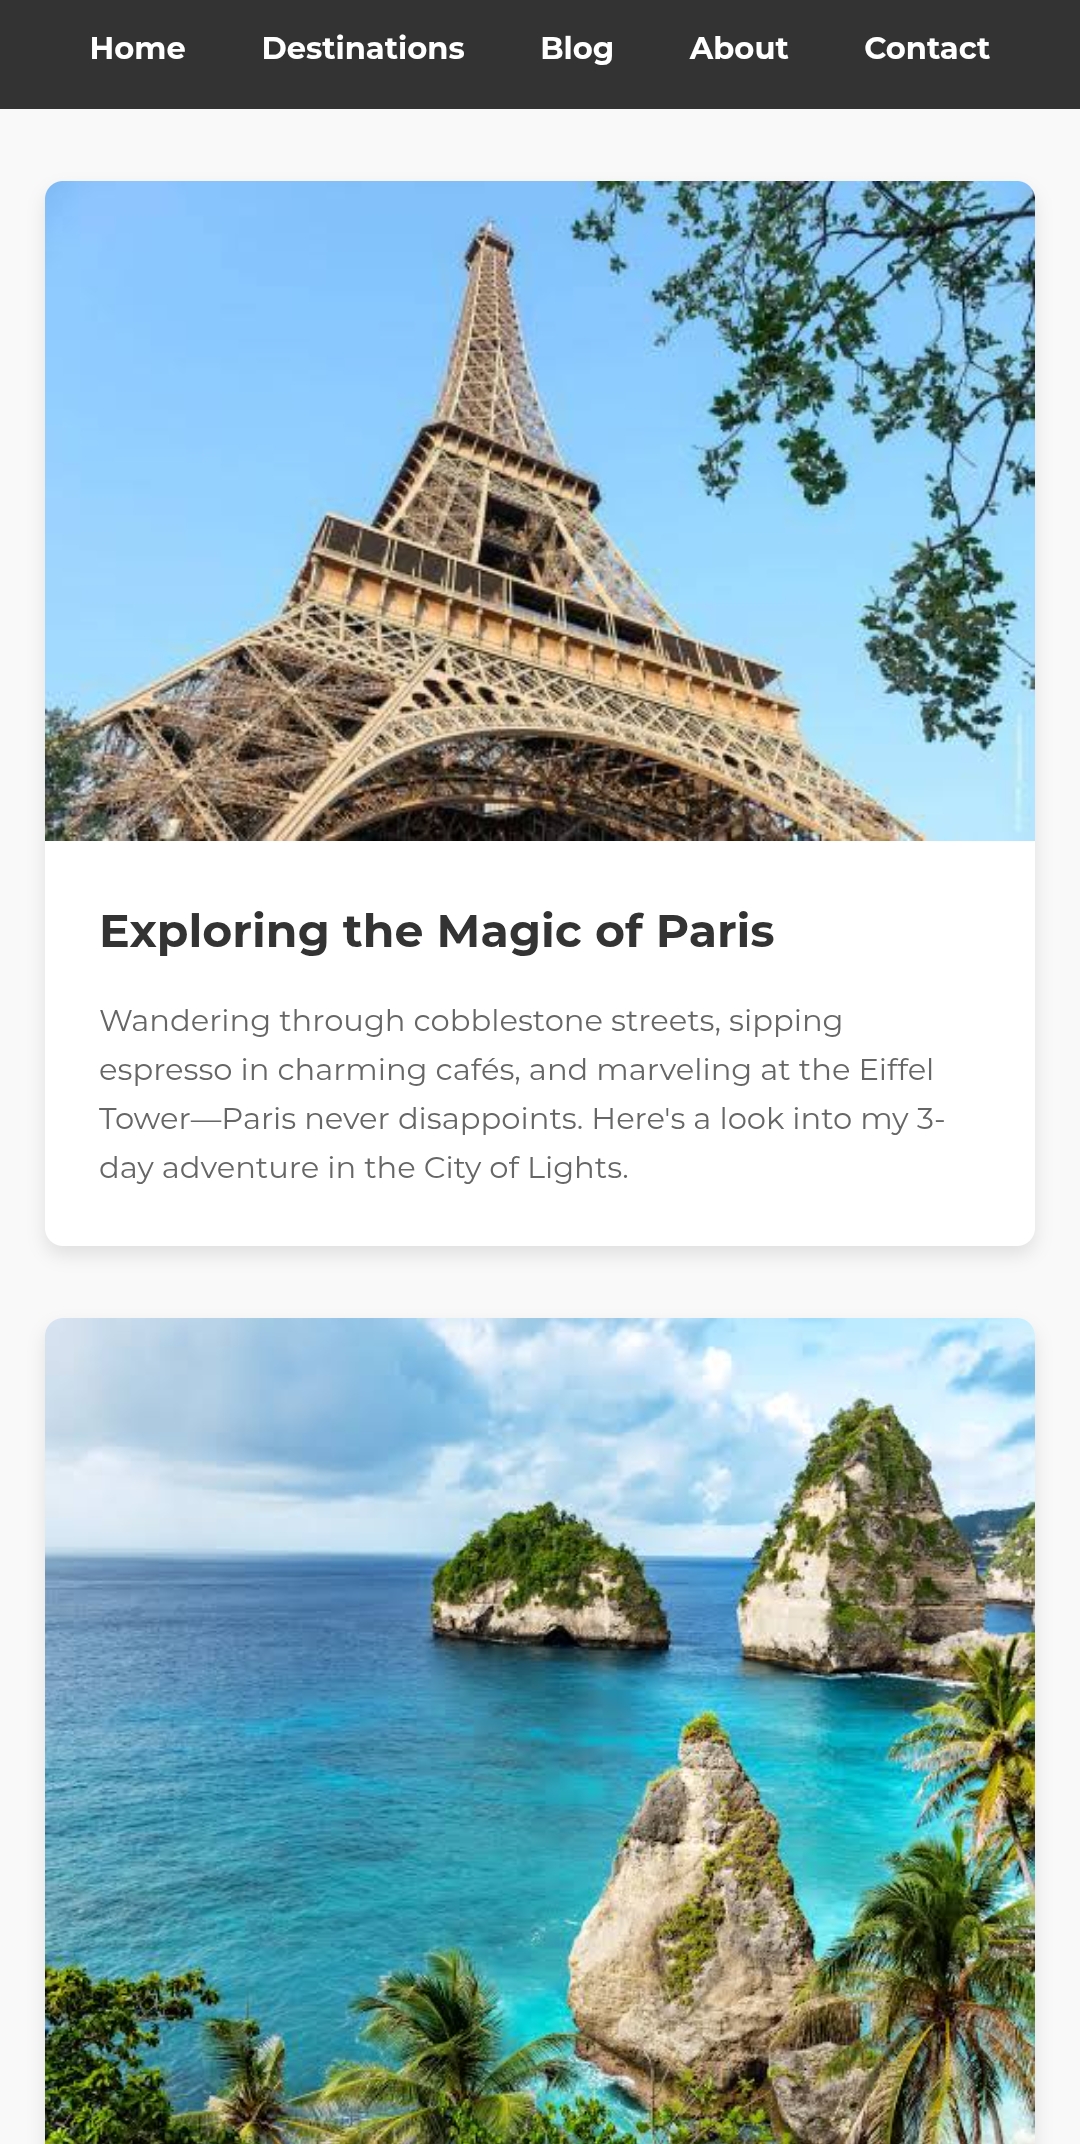 Home Destinations Blog About Contact
Exploring the Magic of Paris
Wandering through cobblestone streets, sipping
espresso in charming cafés, and marveling at the Eiffel
Tower—Paris never disappoints. Here's a look into my 3-
day adventure in the City of Lights.